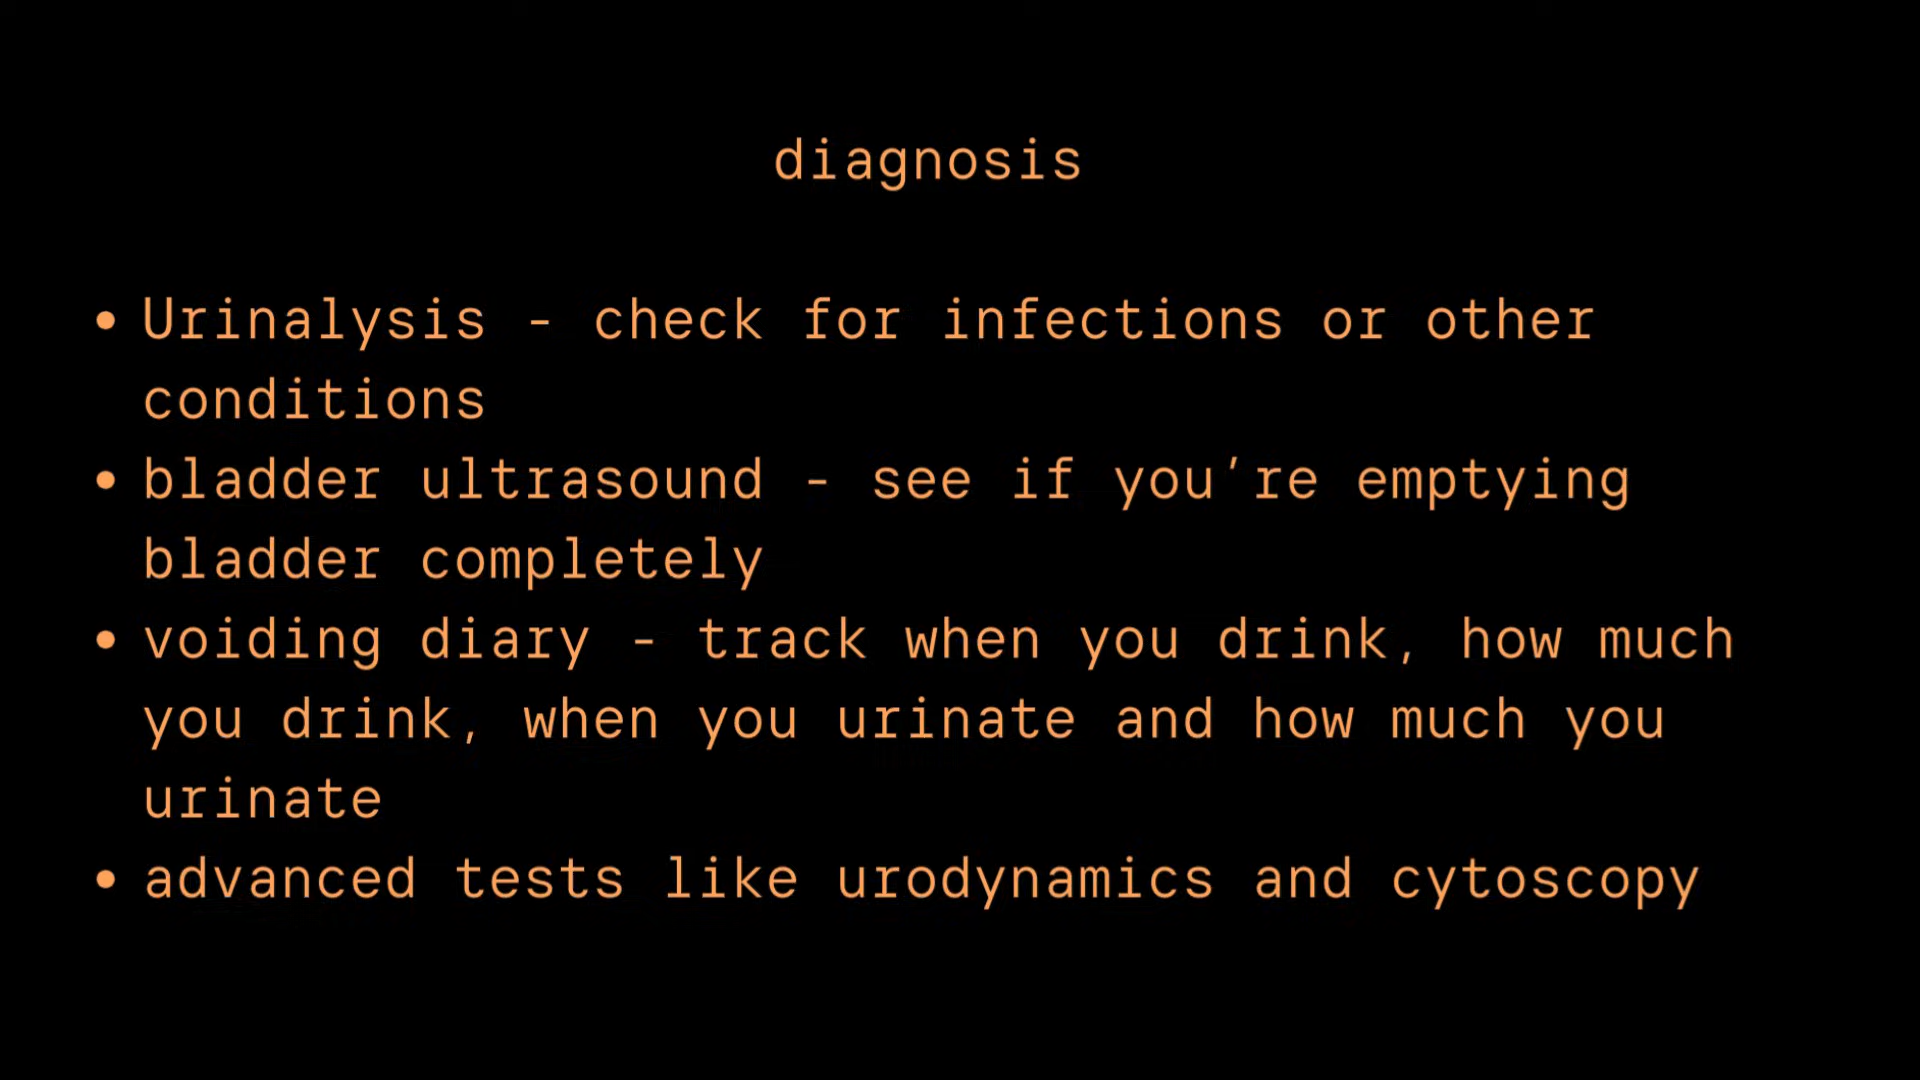 diagnosis
• Urinalysis - check for infections or other
conditions
• bladder ultrasound - see if you’re emptying
bladder completely
• voiding diary - track when you drink, how much
you drink, when you urinate and how much you
urinate
• advanced tests like urodynamics and cytoscopy